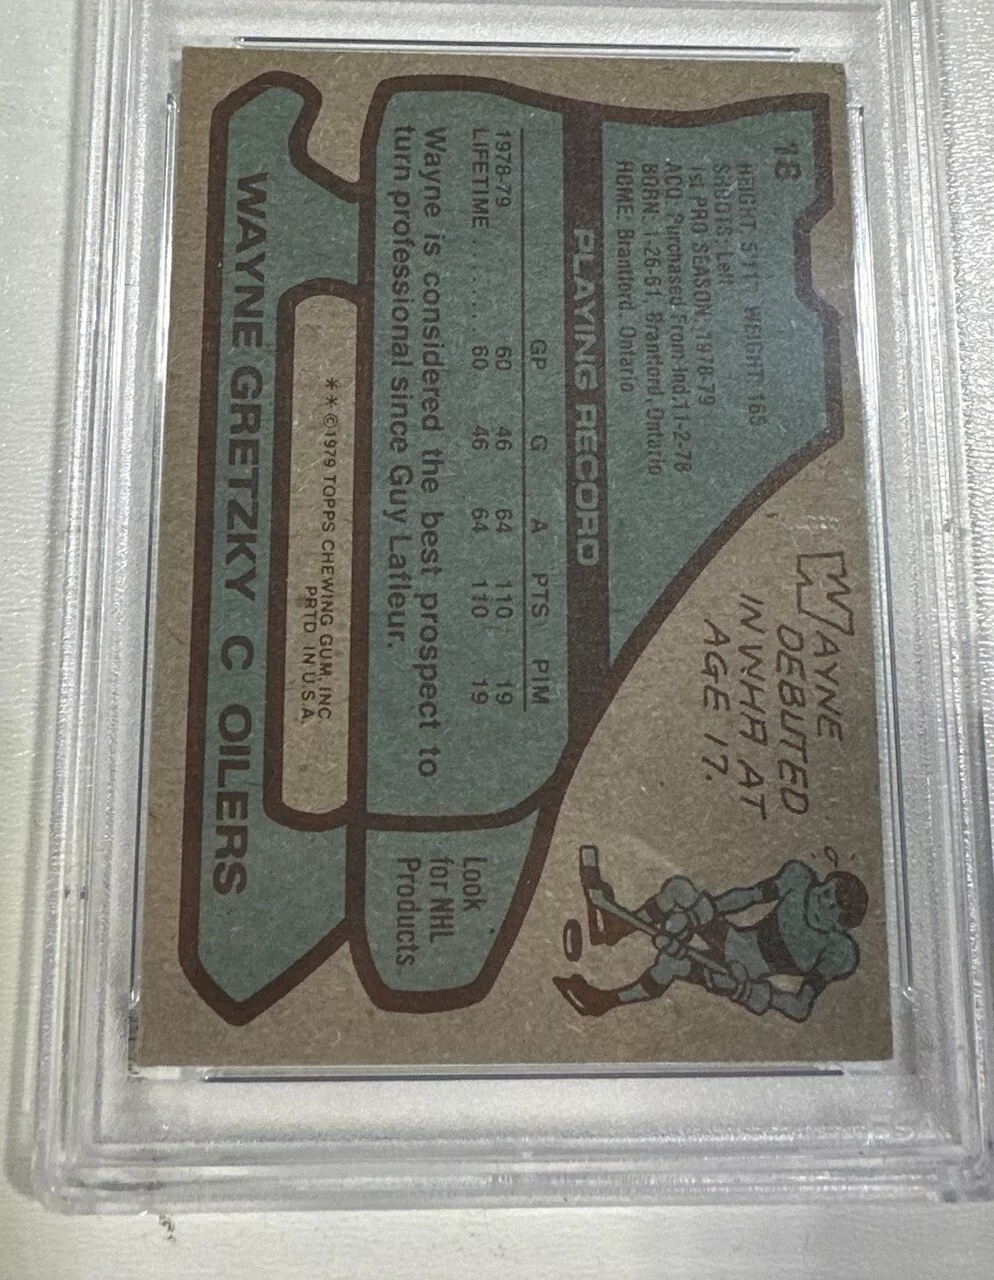 18
HEIGHT: 5'11" WEIGHT: 165
SHOOTS: Left
1st PRO SEASON: 1978-79
ACQ: Purchased From Ind. 11-2-78
BORN: 1-26-61 Brantford, Ontario
HOME: Brantford, Ontario
WAYNE
DEBUTED
IN WHA AT
AGE 17.
PLAYING RECORD
GP G A PTS PIM
1978-79 60 46 64 110 19
LIFETIME...... 60 46 64 110 19
Wayne is considered the best prospect to
turn professional since Guy Lafleur.
Look
for NHL
Products
**©1979 TOPPS CHEWING GUM, INC
PRTD IN U.S.A.
WAYNE GRETZKY C OILERS